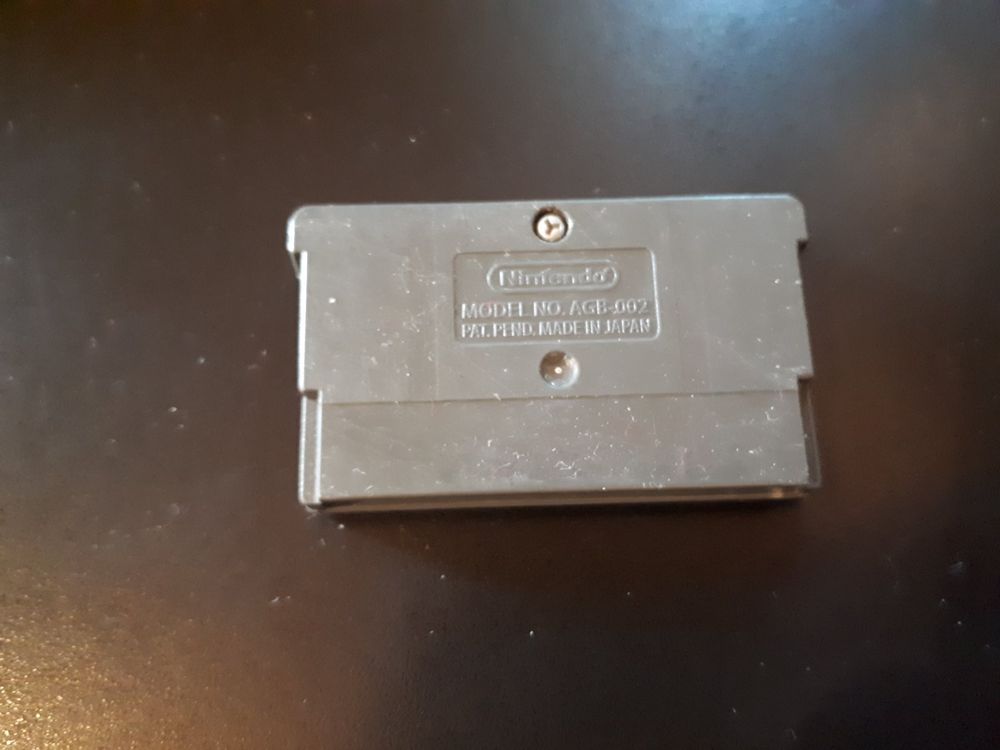 Nintendo
MODEL NO. AGB-002
PAT. PEND. MADE IN JAPAN